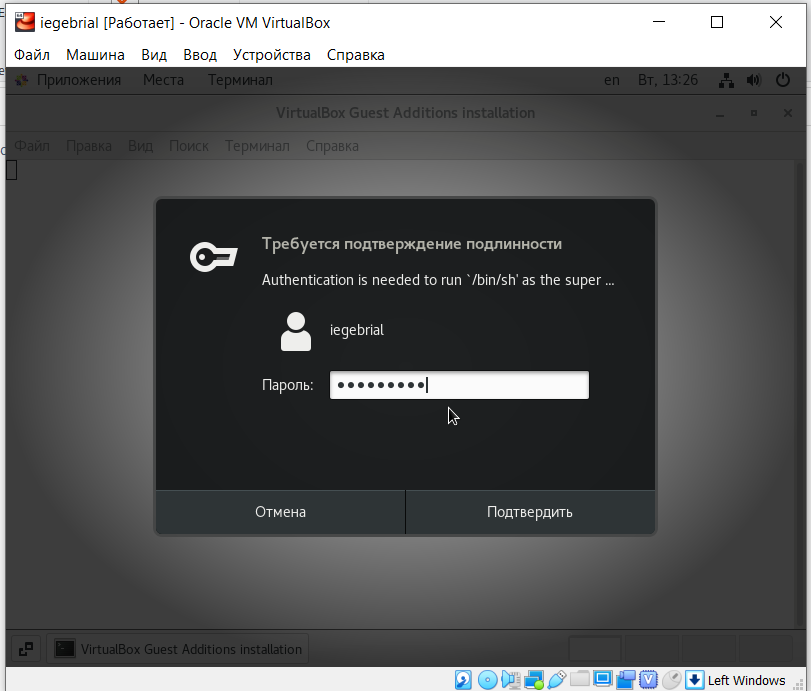 iegebrial [Работает] - Oracle VM VirtualBox
Файл Машина Вид Ввод Устройства Справка
Приложения Места Терминал en Вт, 13:26
VirtualBox Guest Additions installation
Файл Правка Вид Поиск Терминал Справка
Требуется подтверждение подлинности
Authentication is needed to run `/bin/sh' as the super ...
iegebrial
Пароль:
Отмена Подтвердить
VirtualBox Guest Additions installation
Left Windows